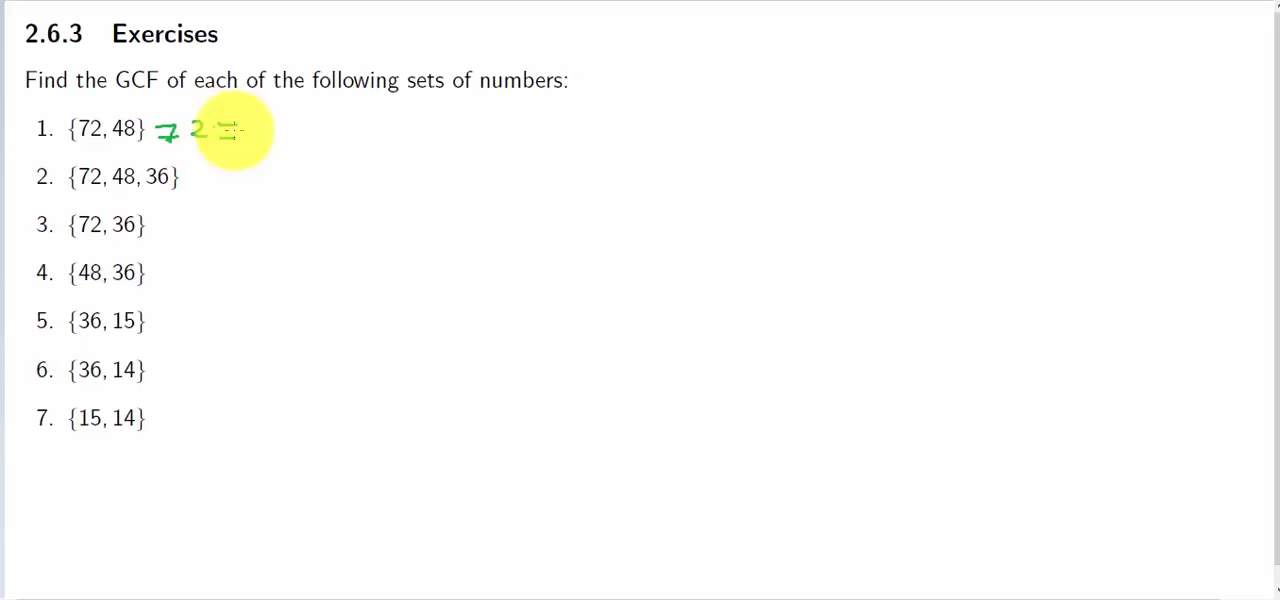 2.6.3 Exercises
Find the GCF of each of the following sets of numbers:
1. {72, 48} 72 =
2. {72, 48, 36}
3. {72, 36}
4. {48, 36}
5. {36, 15}
6. {36, 14}
7. {15, 14}